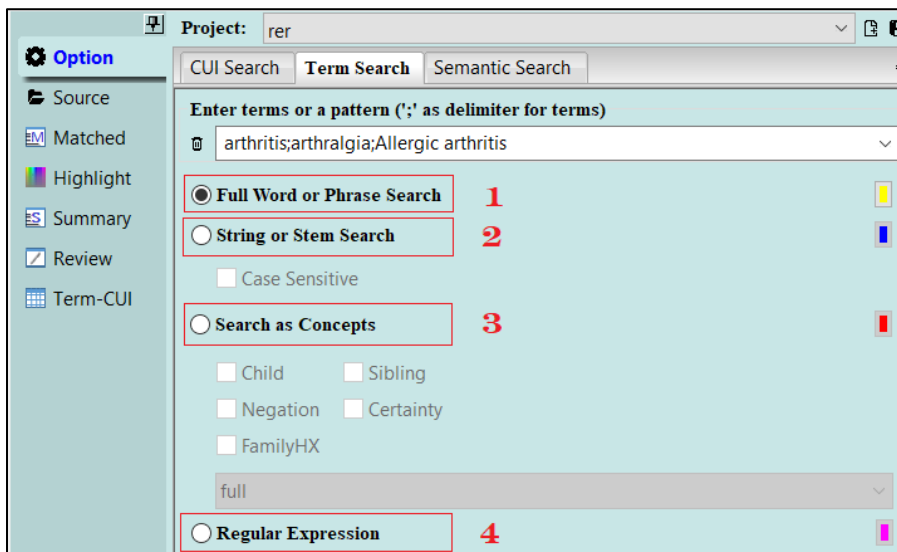 Project: rer
Option
CUI Search Term Search Semantic Search
Source
Enter terms or a pattern (';' as delimiter for terms)
Matched
arthritis;arthralgia;Allergic arthritis
Highlight
Full Word or Phrase Search 1
Summary
String or Stem Search 2
Review
Case Sensitive
Term-CUI
Search as Concepts 3
Child Sibling
Negation Certainty
FamilyHX
full
Regular Expression 4